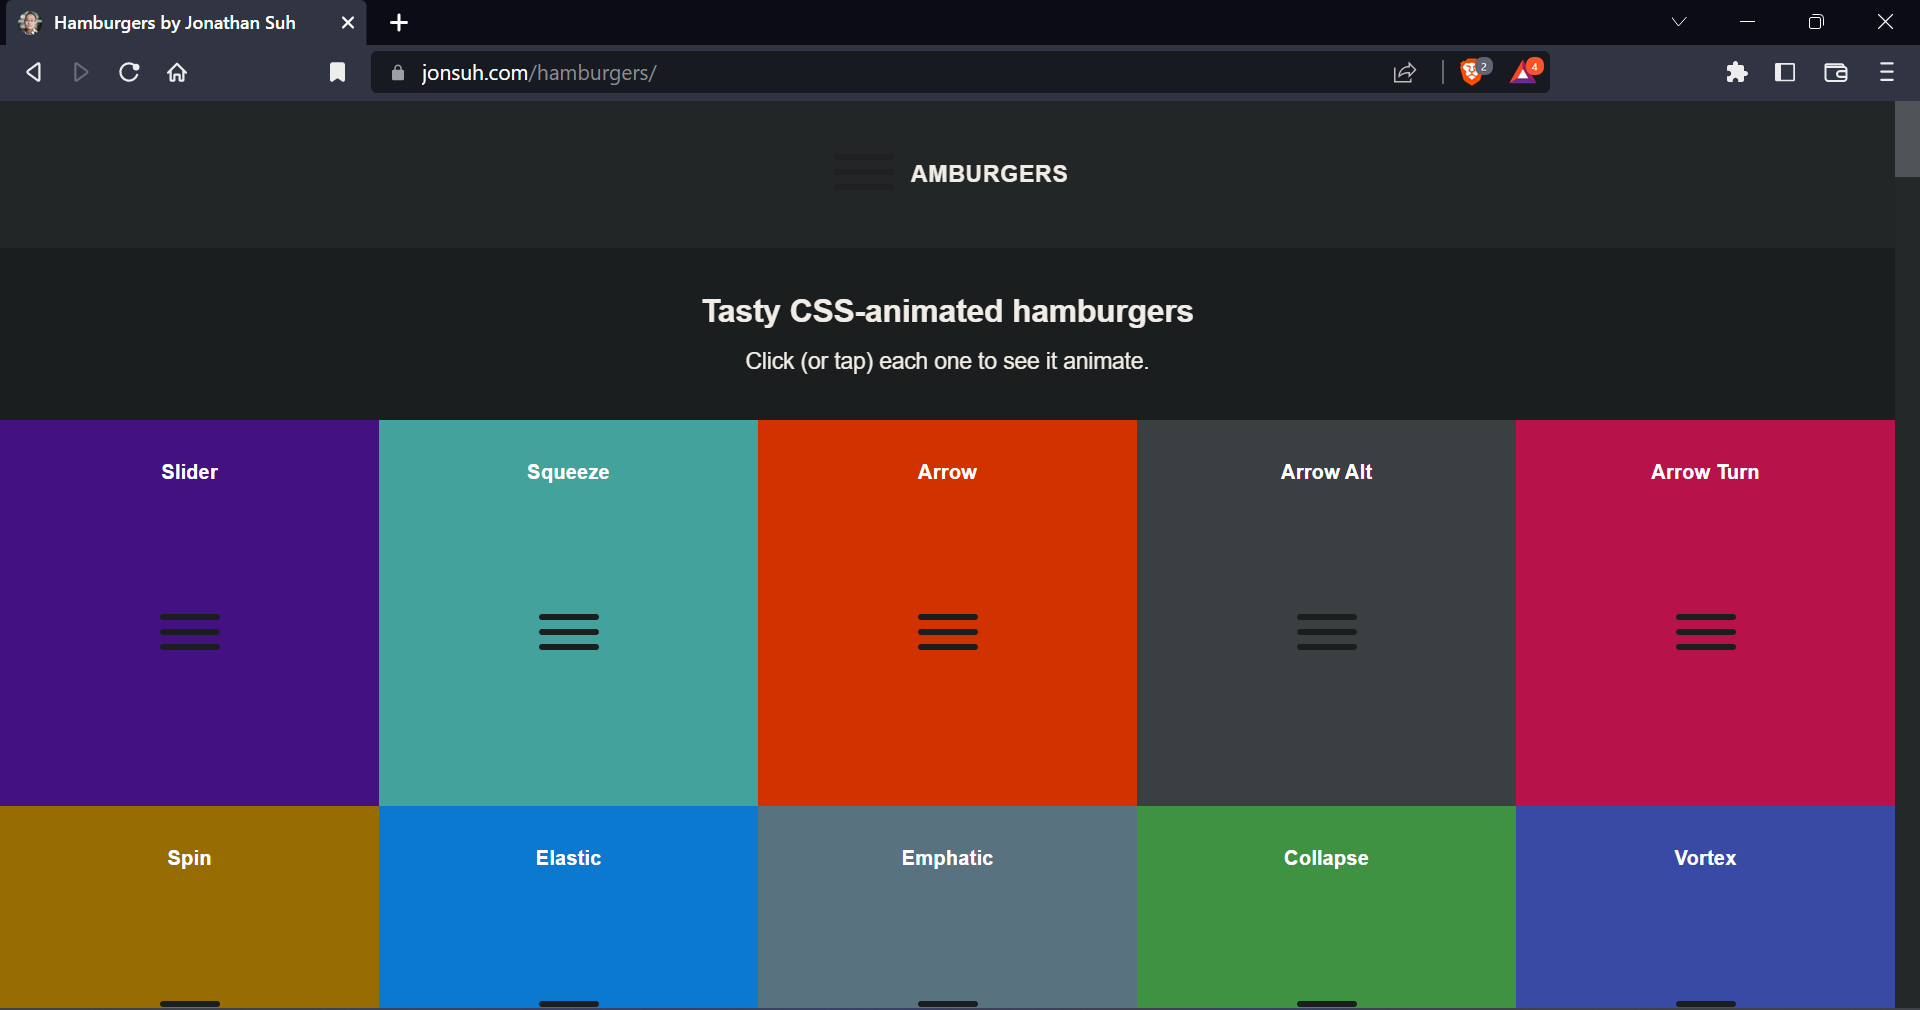 Hamburgers by Jonathan Suh
jonsuh.com/hamburgers/
2
4
AMBURGERS
Tasty CSS-animated hamburgers
Click (or tap) each one to see it animate.
Slider
Squeeze
Arrow
Arrow Alt
Arrow Turn
Spin
Elastic
Emphatic
Collapse
Vortex